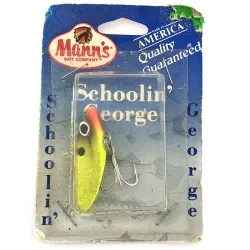 Mann's
BAIT COMPANY
AMERICA
Quality
Guaranteed
Schoolin'
George
Schoolin'
George